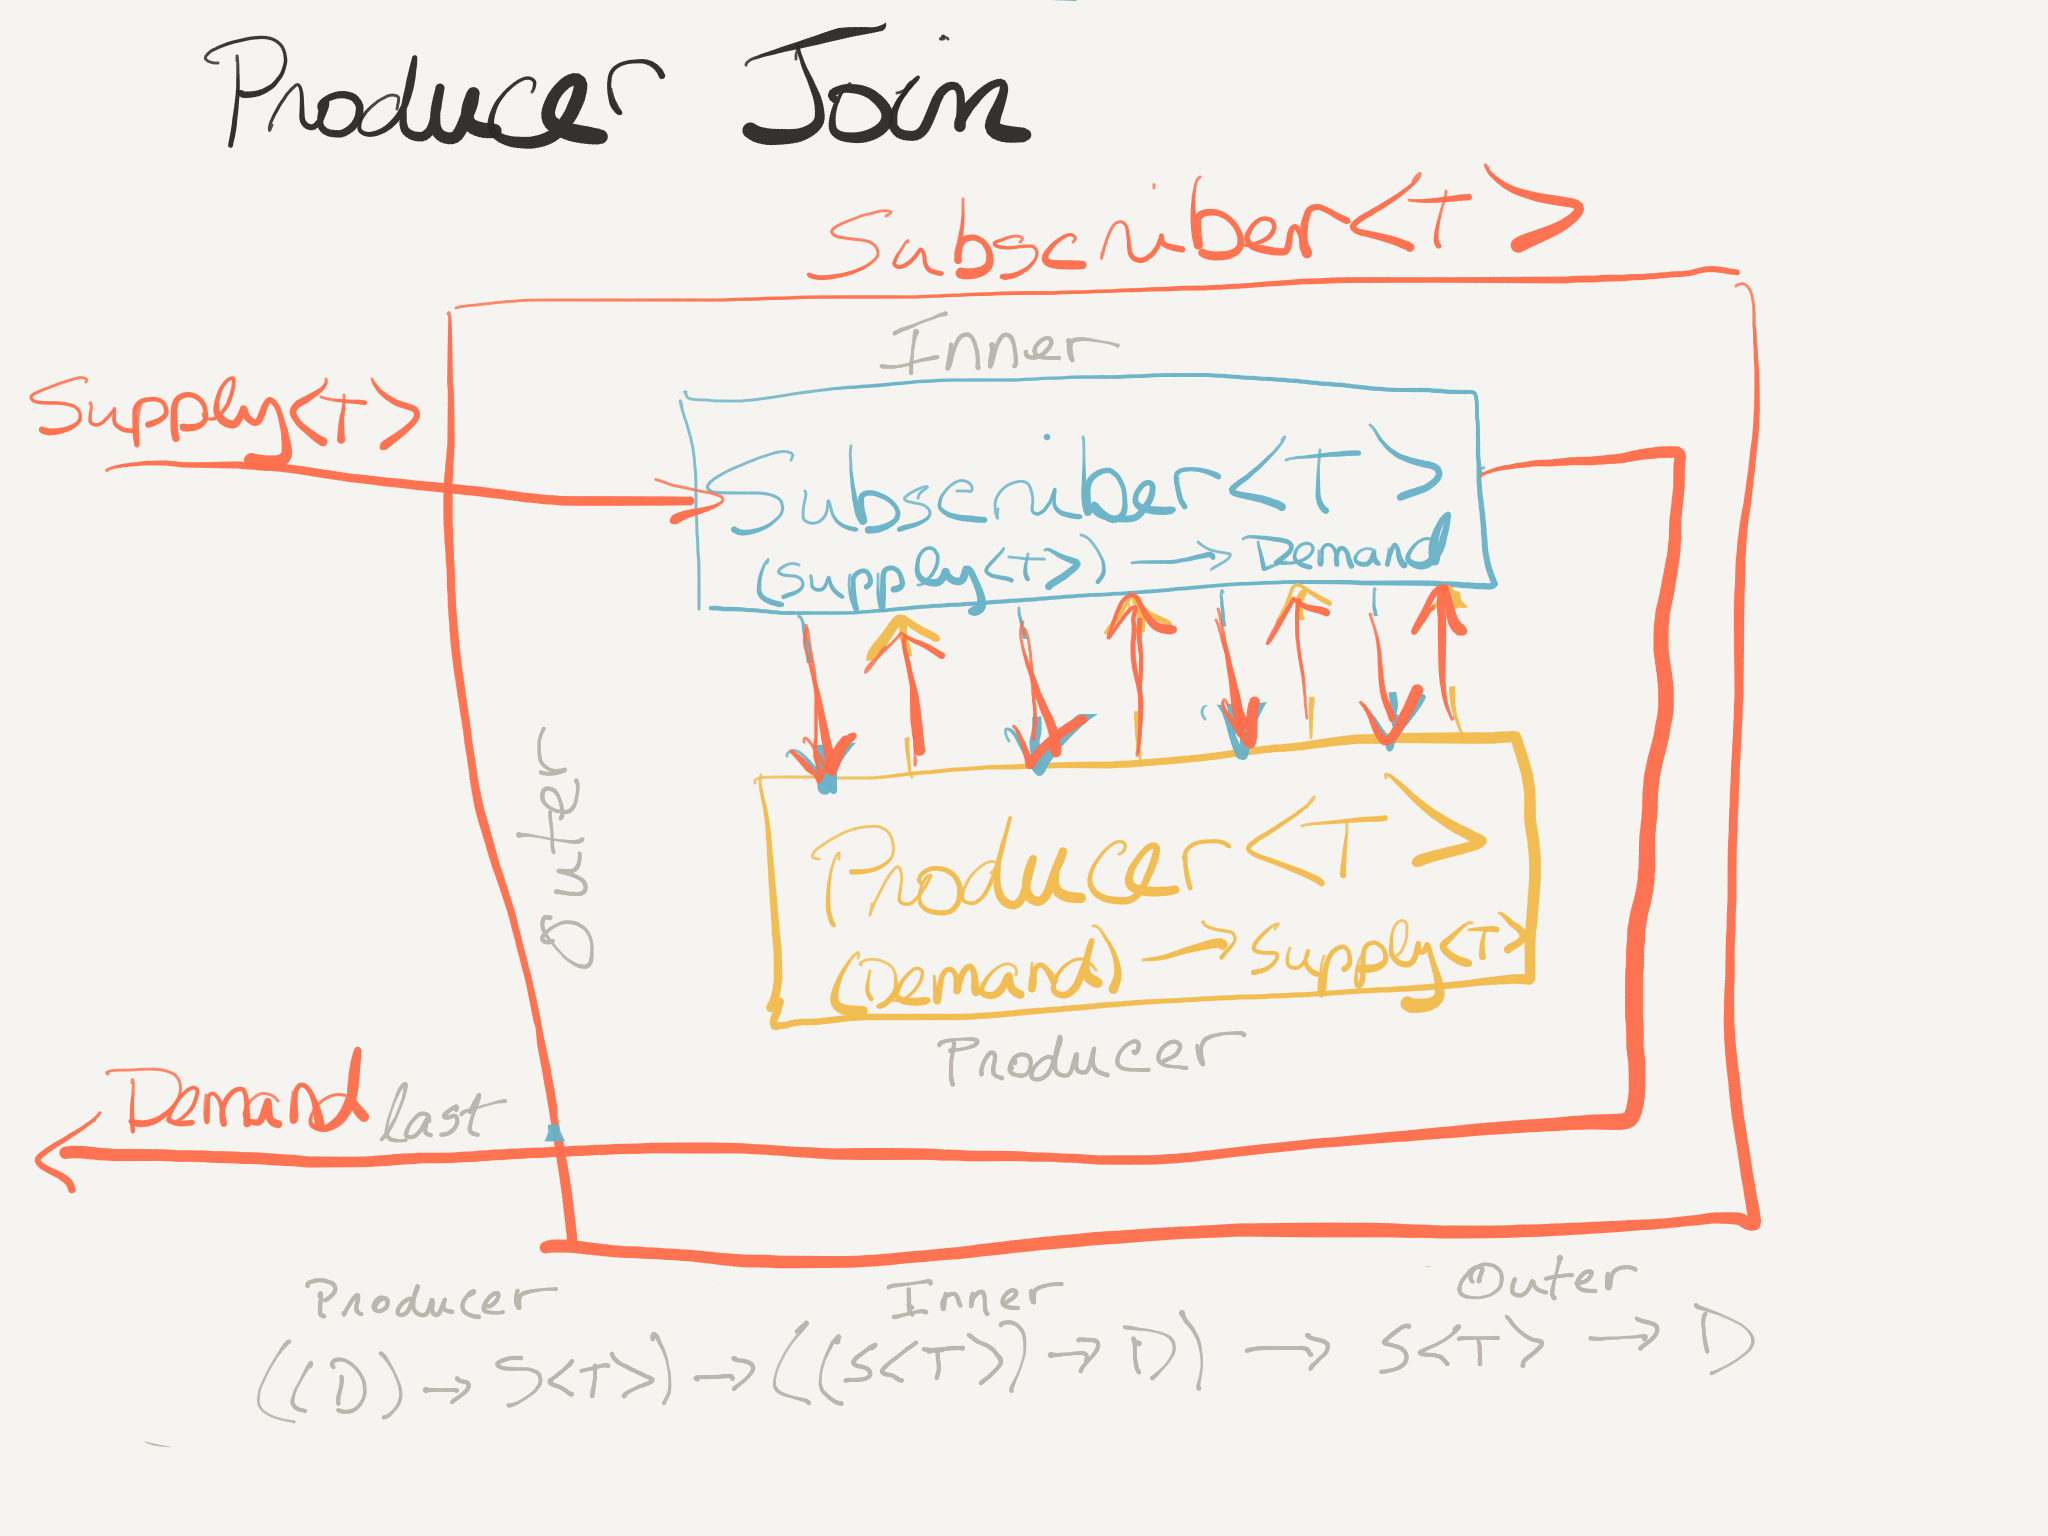 Producer Join
Subscriber<T>
Inner
Supply<T>
Subscriber<T>
(Supply<T>) → Demand
Outer
Producer<T>
(Demand) → Supply<T>
Producer
Demand last
Producer Inner Outer
((D) → S<T>) → ((S<T>) → D) → S<T> → D